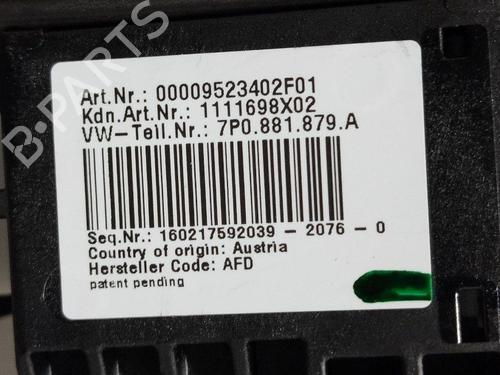 Art.Nr.: 00009523402F01
Kdn.Art.Nr.: 1111698X02
VW-Teil.Nr.: 7P0.881.879.A
Seq.Nr.: 160217592039 - 2076 - 0
Country of origin: Austria
Hersteller Code: AFD
patent pending